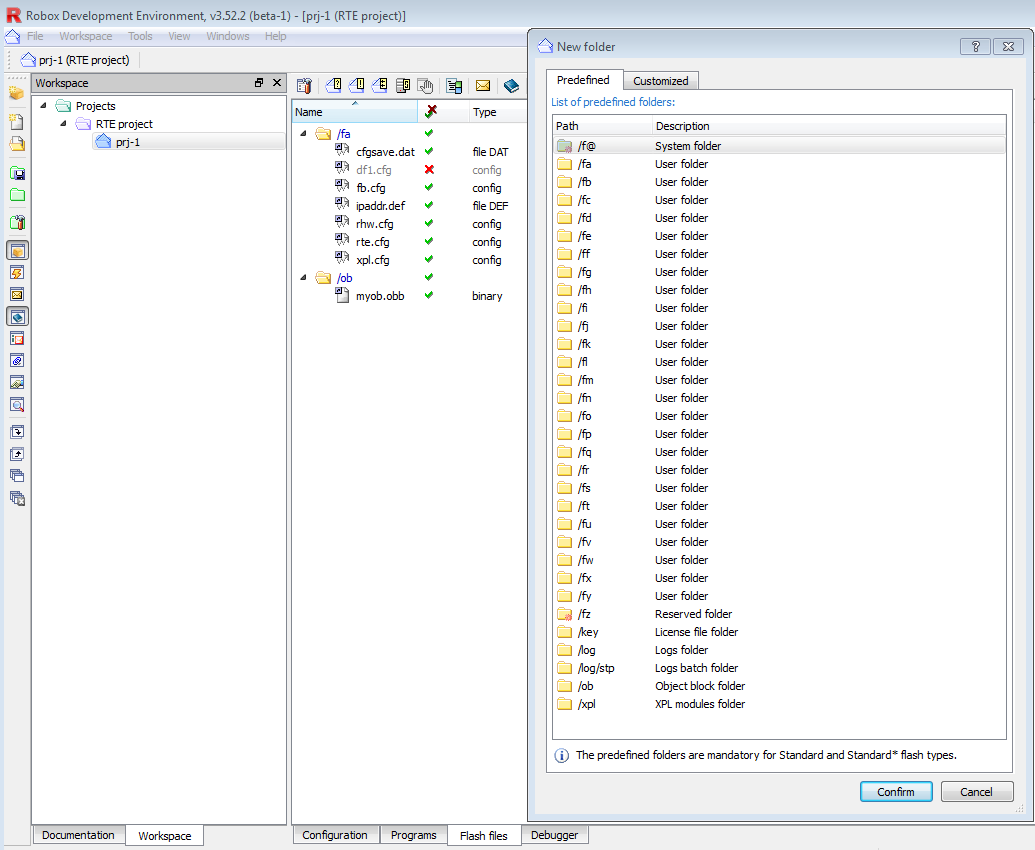 Robox Development Environment, v3.52.2 (beta-1) - [prj-1 (RTE project)]
File Workspace Tools View Windows Help
prj-1 (RTE project)
Workspace
Projects
RTE project
prj-1
Name Type
/fa
cfgsave.dat file DAT
df1.cfg config
fb.cfg config
ipaddr.def file DEF
rhw.cfg config
rte.cfg config
xpl.cfg config
/ob
myob.obb binary
New folder
Predefined Customized
List of predefined folders:
Path Description
/f@ System folder
/fa User folder
/fb User folder
/fc User folder
/fd User folder
/fe User folder
/ff User folder
/fg User folder
/fh User folder
/fi User folder
/fj User folder
/fk User folder
/fl User folder
/fm User folder
/fn User folder
/fo User folder
/fp User folder
/fq User folder
/fr User folder
/fs User folder
/ft User folder
/fu User folder
/fv User folder
/fw User folder
/fx User folder
/fy User folder
/fz Reserved folder
/key License file folder
/log Logs folder
/log/stp Logs batch folder
/ob Object block folder
/xpl XPL modules folder
The predefined folders are mandatory for Standard and Standard* flash types.
Confirm Cancel
Documentation Workspace
Configuration Programs Flash files Debugger